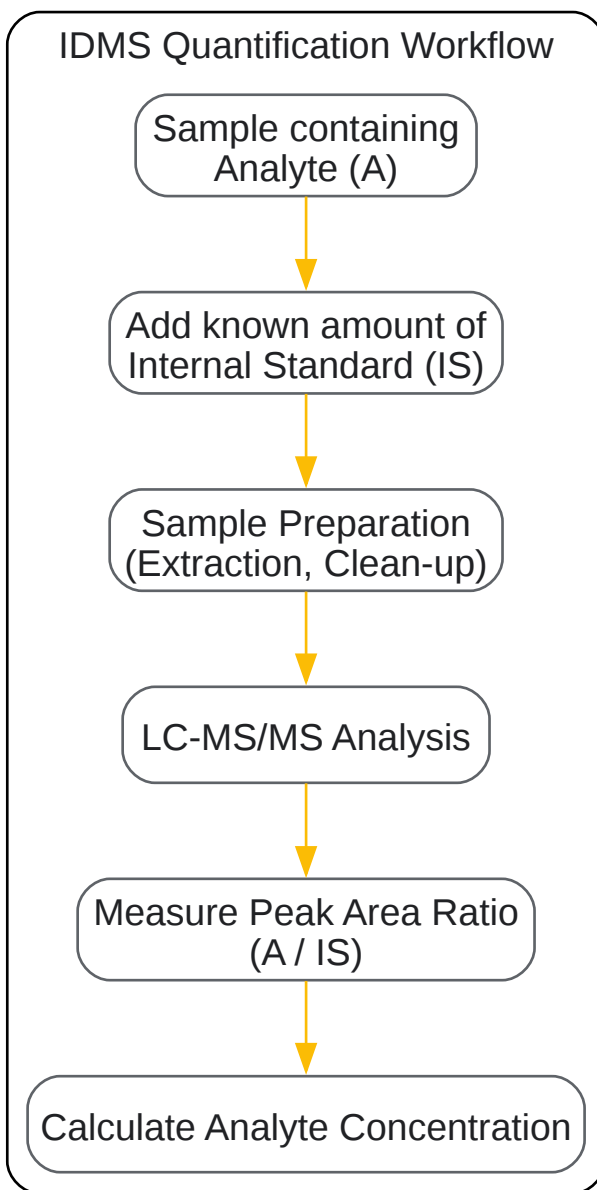 IDMS Quantification Workflow
Sample containing
Analyte (A)
Add known amount of
Internal Standard (IS)
Sample Preparation
(Extraction, Clean-up)
LC-MS/MS Analysis
Measure Peak Area Ratio
(A / IS)
Calculate Analyte Concentration